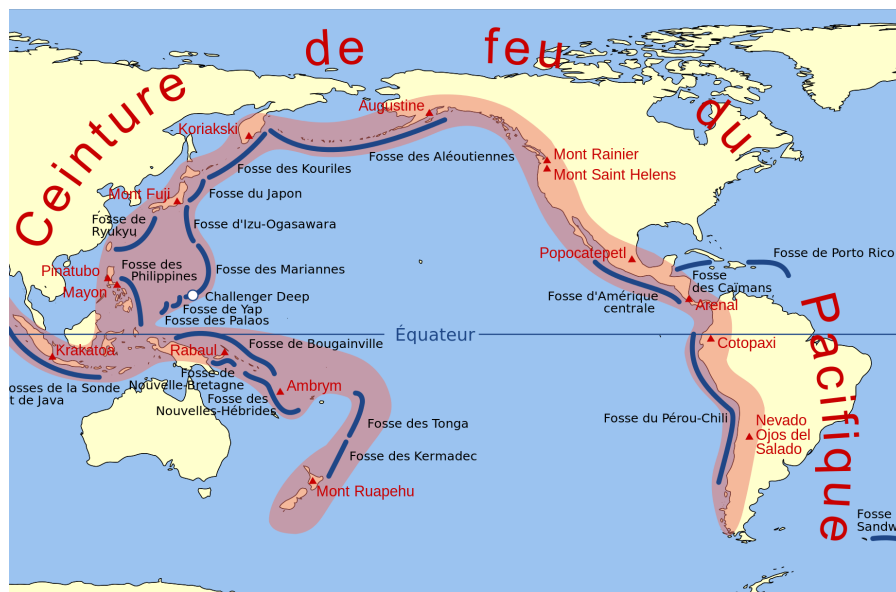 Ceinture
de
feu
du
Pacifique
Augustine
Koriakski
Fosse des Aléoutiennes
Mont Rainier
Mont Saint Helens
Fosse des Kouriles
Mont Fuji
Fosse du Japon
Fosse de
Ryukyu
Fosse d'Izu-Ogasawara
Popocatepetl
Fosse de Porto Rico
Pinatubo
Fosse des
Philippines
Fosse des Mariannes
Mayon
Fosse
des Caïmans
Challenger Deep
Fosse d'Amérique
centrale
Arenal
Fosse de Yap
Fosse des Palaos
Équateur
Krakatoa
Rabaul
Fosse de Bougainville
Cotopaxi
Fosse de
Nouvelle-Bretagne
osses de la Sonde
t de Java
Ambrym
Fosse des
Nouvelles-Hébrides
Fosse des Tonga
Fosse du Pérou-Chili
Nevado
Ojos del
Salado
Fosse des Kermadec
Mont Ruapehu
Fosse
Sandw